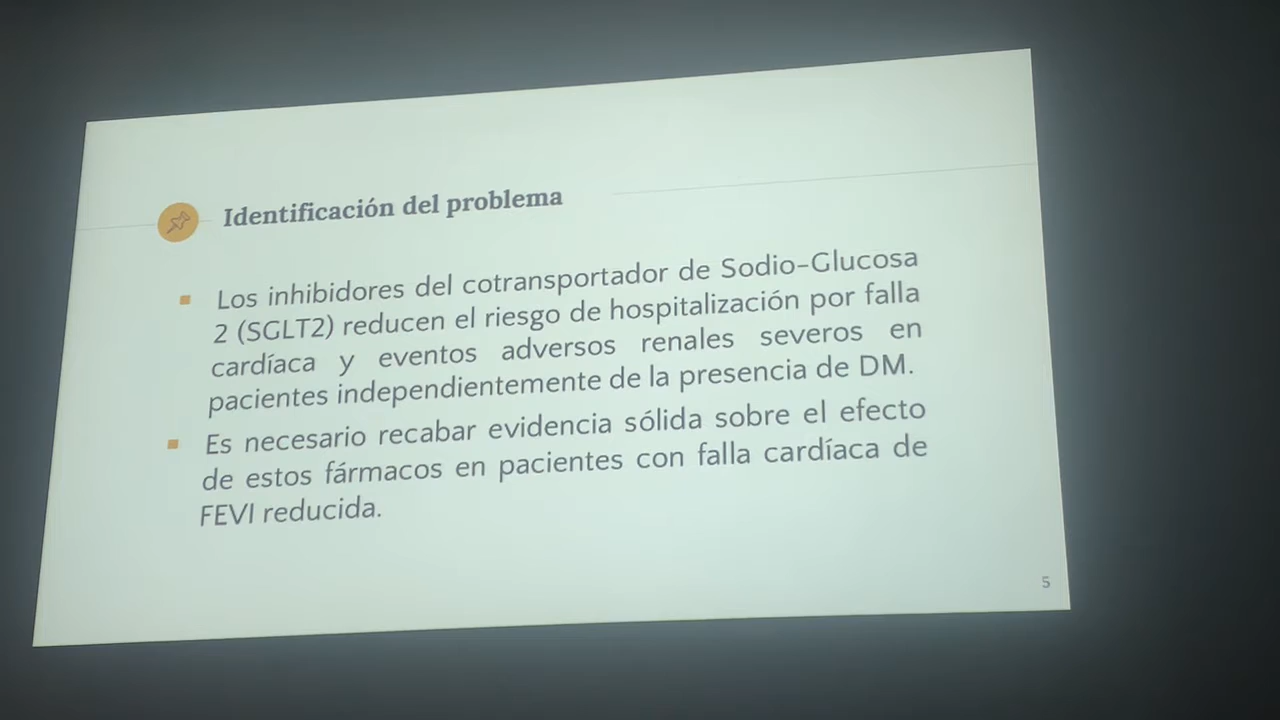 Identificación del problema
Los inhibidores del cotransportador de Sodio-Glucosa
2 (SGLT2) reducen el riesgo de hospitalización por falla
cardíaca y eventos adversos renales severos en
pacientes independientemente de la presencia de DM.
Es necesario recabar evidencia sólida sobre el efecto
de estos fármacos en pacientes con falla cardíaca de
FEVI reducida.
5